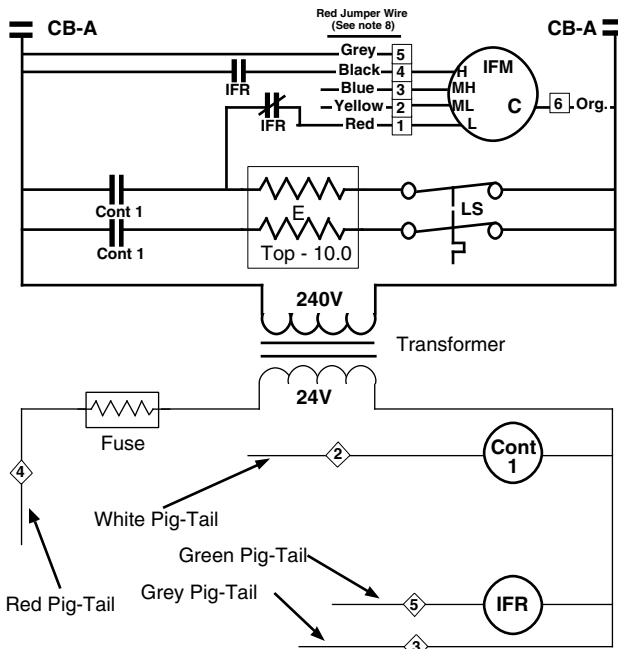 Red Jumper Wire
(See note 8)
CB-A
CB-A
Grey 5
Black 4 H
IFR
Blue 3 MH
Yellow 2 ML
Red 1 L
IFR
IFM
C
6 Org.
Cont 1
Cont 1
E
Top - 10.0
LS
240V
Transformer
24V
Fuse
4
2
Cont
1
White Pig-Tail
Green Pig-Tail
Red Pig-Tail
Grey Pig-Tail
5
IFR
3